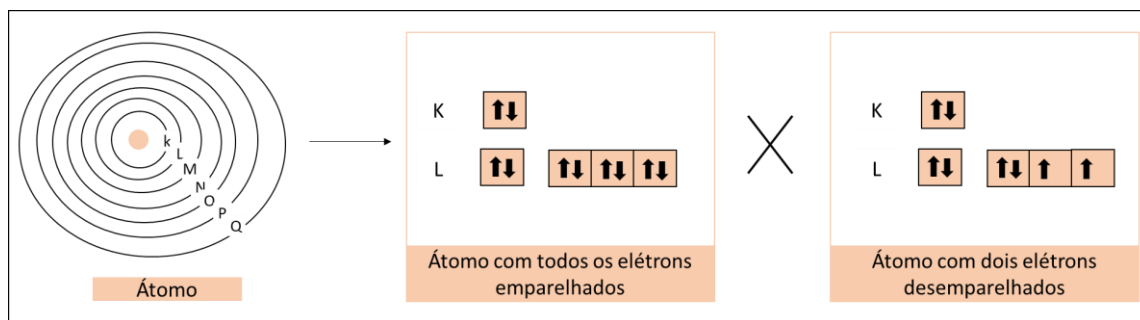 k
L
M
N
O
P
Q
Átomo
K
L
Átomo com todos os elétrons
emparelhados
K
L
Átomo com dois elétrons
desemparelhados